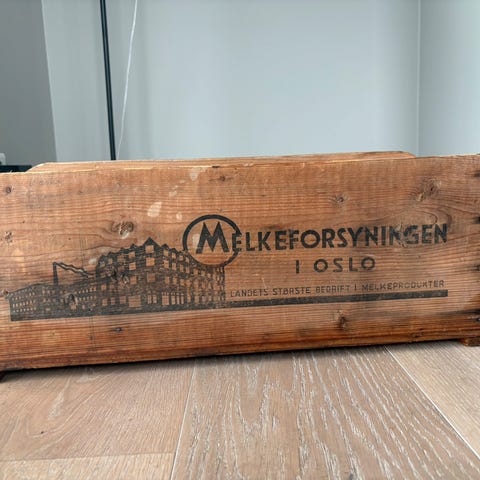 MELKEFORSYNINGEN
I OSLO
LANDETS STØRSTE BEDRIFT I MELKEPRODUKTER